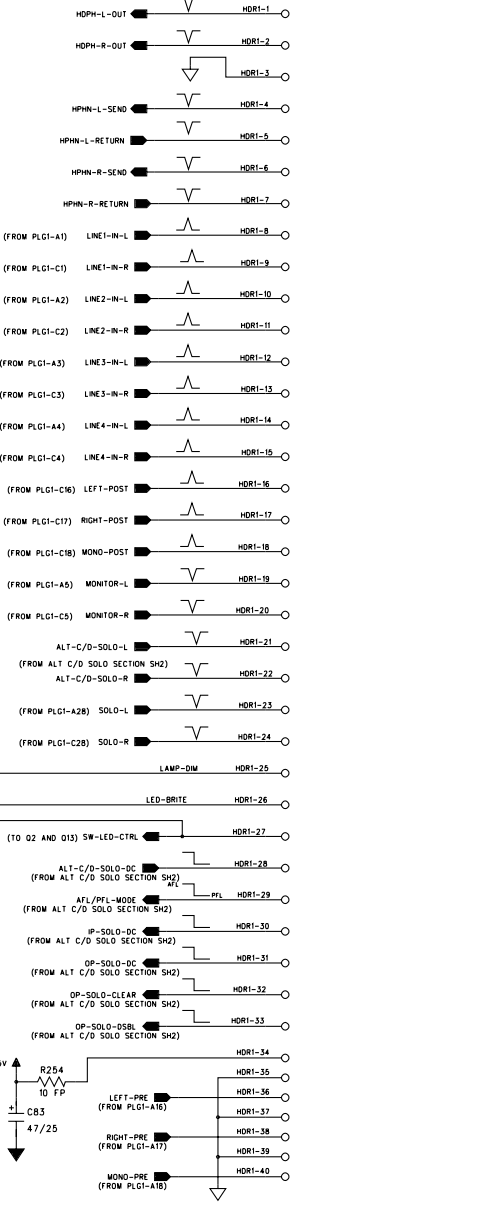 HDPH-L-OUT HDR1-1
HDPH-R-OUT HDR1-2
HDR1-3
HPHN-L-SEND HDR1-4
HPHN-L-RETURN HDR1-5
HPHN-R-SEND HDR1-6
HPHN-R-RETURN HDR1-7
(FROM PLG1-A1) LINE1-IN-L HDR1-8
(FROM PLG1-C1) LINE1-IN-R HDR1-9
(FROM PLG1-A2) LINE2-IN-L HDR1-10
(FROM PLG1-C2) LINE2-IN-R HDR1-11
(FROM PLG1-A3) LINE3-IN-L HDR1-12
(FROM PLG1-C3) LINE3-IN-R HDR1-13
(FROM PLG1-A4) LINE4-IN-L HDR1-14
(FROM PLG1-C4) LINE4-IN-R HDR1-15
(FROM PLG1-C16) LEFT-POST HDR1-16
(FROM PLG1-C17) RIGHT-POST HDR1-17
(FROM PLG1-C18) MONO-POST HDR1-18
(FROM PLG1-A5) MONITOR-L HDR1-19
(FROM PLG1-C5) MONITOR-R HDR1-20
ALT-C/D-SOLO-L HDR1-21
(FROM ALT C/D SOLO SECTION SH2)
ALT-C/D-SOLO-R HDR1-22
(FROM PLG1-A28) SOLO-L HDR1-23
(FROM PLG1-C28) SOLO-R HDR1-24
LAMP-DIM HDR1-25
LED-BRITE HDR1-26
(TO Q2 AND Q13) SW-LED-CTRL HDR1-27
ALT-C/D-SOLO-DC HDR1-28
(FROM ALT C/D SOLO SECTION SH2)
AFL/PFL-MODE AFL PFL HDR1-29
(FROM ALT C/D SOLO SECTION SH2)
IP-SOLO-DC HDR1-30
(FROM ALT C/D SOLO SECTION SH2)
OP-SOLO-DC HDR1-31
(FROM ALT C/D SOLO SECTION SH2)
OP-SOLO-CLEAR HDR1-32
(FROM ALT C/D SOLO SECTION SH2)
OP-SOLO-DSBL HDR1-33
(FROM ALT C/D SOLO SECTION SH2)
HDR1-34
R254
10 FP
HDR1-35
LEFT-PRE HDR1-36
(FROM PLG1-A16)
+ C83
47/25
HDR1-37
RIGHT-PRE HDR1-38
(FROM PLG1-A17)
HDR1-39
MONO-PRE HDR1-40
(FROM PLG1-A18)